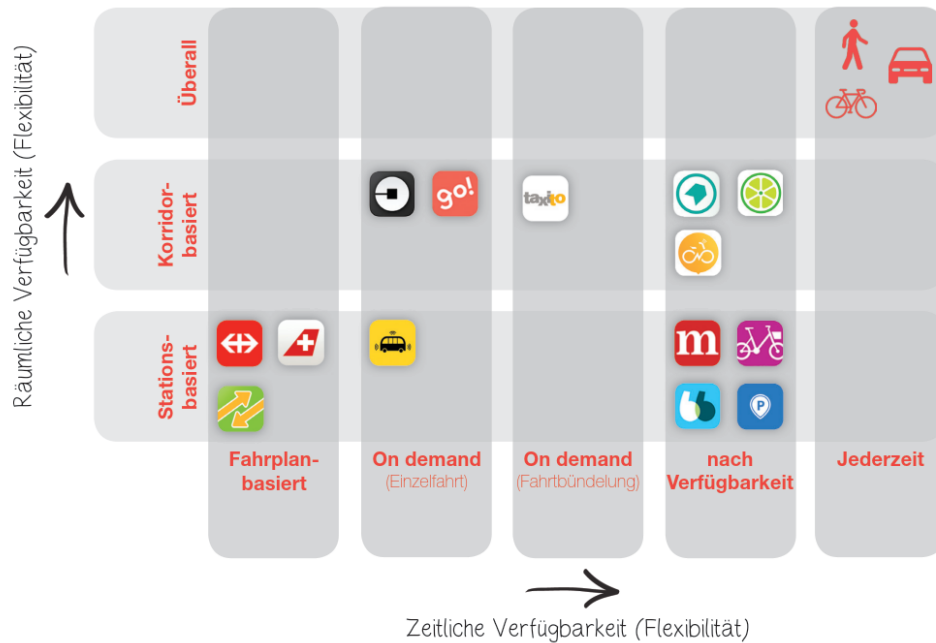 Räumliche Verfügbarkeit (Flexibilität)
Überall
Korridor-
basiert
go!
taxito
Stations-
basiert
m
P
Fahrplan-
basiert
On demand
(Einzelfahrt)
On demand
(Fahrtbündelung)
nach
Verfügbarkeit
Jederzeit
Zeitliche Verfügbarkeit (Flexibilität)